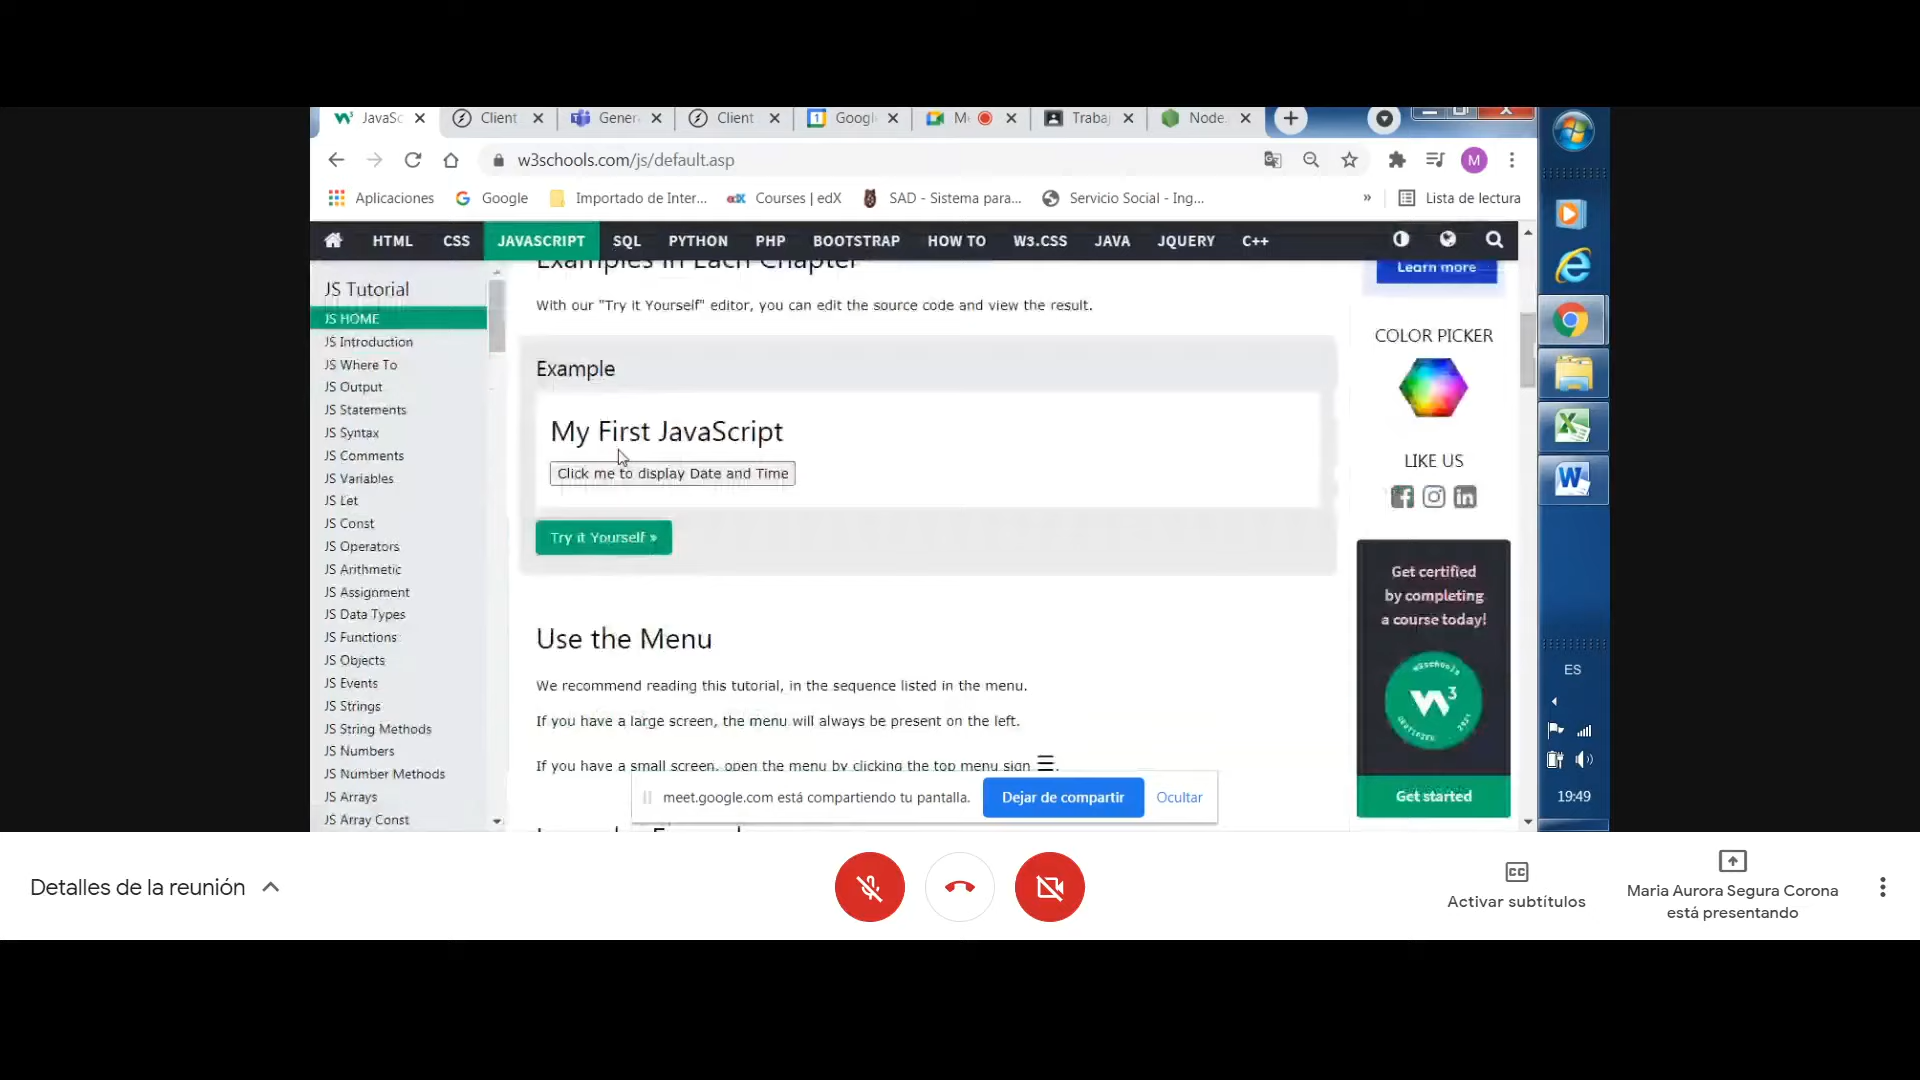 JavaSc
Client
Gener
Client
Googl
M
Trabaj
Node.
w3schools.com/js/default.asp
M
Aplicaciones
Google
Importado de Inter...
Courses | edX
SAD - Sistema para...
Servicio Social - Ing...
»
Lista de lectura
HTML
CSS
JAVASCRIPT
SQL
PYTHON
PHP
BOOTSTRAP
HOW TO
W3.CSS
JAVA
JQUERY
C++
JS Tutorial
JS HOME
JS Introduction
JS Where To
JS Output
JS Statements
JS Syntax
JS Comments
JS Variables
JS Let
JS Const
JS Operators
JS Arithmetic
JS Assignment
JS Data Types
JS Functions
JS Objects
JS Events
JS Strings
JS String Methods
JS Numbers
JS Number Methods
JS Arrays
JS Array Const
Examples in Each Chapter
With our "Try it Yourself" editor, you can edit the source code and view the result.
Example
My First JavaScript
Click me to display Date and Time
Try it Yourself »
Use the Menu
We recommend reading this tutorial, in the sequence listed in the menu.
If you have a large screen, the menu will always be present on the left.
If you have a small screen, open the menu by clicking the top menu sign ☰.
meet.google.com está compartiendo tu pantalla.
Dejar de compartir
Ocultar
Learn more
COLOR PICKER
LIKE US
Get certified
by completing
a course today!
w3schools
W3
CERTIFIED . 2021
Get started
ES
19:49
Detalles de la reunión
Activar subtítulos
Maria Aurora Segura Corona
está presentando